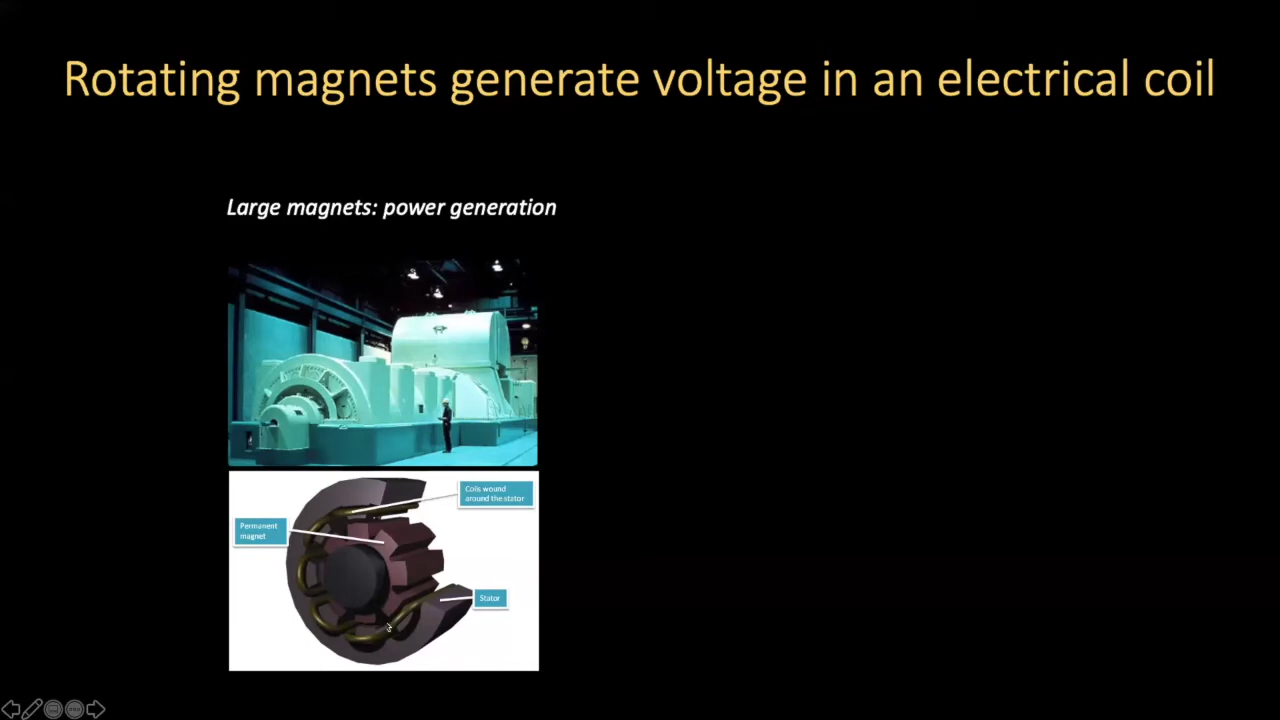 Rotating magnets generate voltage in an electrical coil
Large magnets: power generation
Coils wound
around the stator
Permanent
magnet
Stator